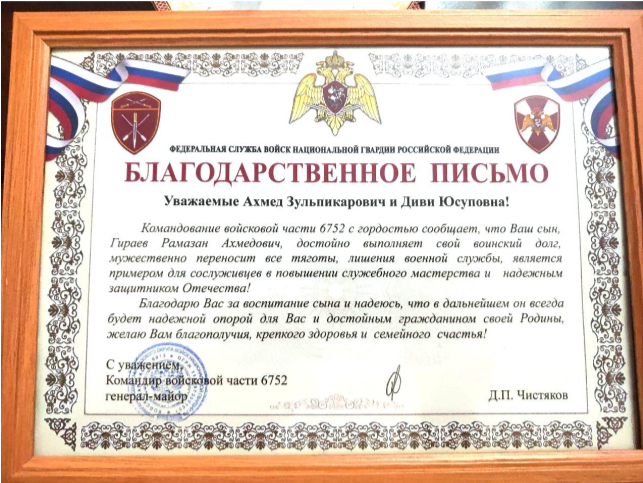 ФЕДЕРАЛЬНАЯ СЛУЖБА ВОЙСК НАЦИОНАЛЬНОЙ ГВАРДИИ РОССИЙСКОЙ ФЕДЕРАЦИИ
БЛАГОДАРСТВЕННОЕ ПИСЬМО
Уважаемые Ахмед Зульпикарович и Диви Юсуповна!
Командование войсковой части 6752 с гордостью сообщает, что Ваш сын,
Гираев Рамазан Ахмедович, достойно выполняет свой воинский долг,
мужественно переносит все тяготы, лишения военной службы, является
примером для сослуживцев в повышении служебного мастерства и надежным
защитником Отечества!
Благодарю Вас за воспитание сына и надеюсь, что в дальнейшем он всегда
будет надежной опорой для Вас и достойным гражданином своей Родины,
желаю Вам благополучия, крепкого здоровья и семейного счастья!
С уважением,
Командир войсковой части 6752
генерал-майор Д.П. Чистяков